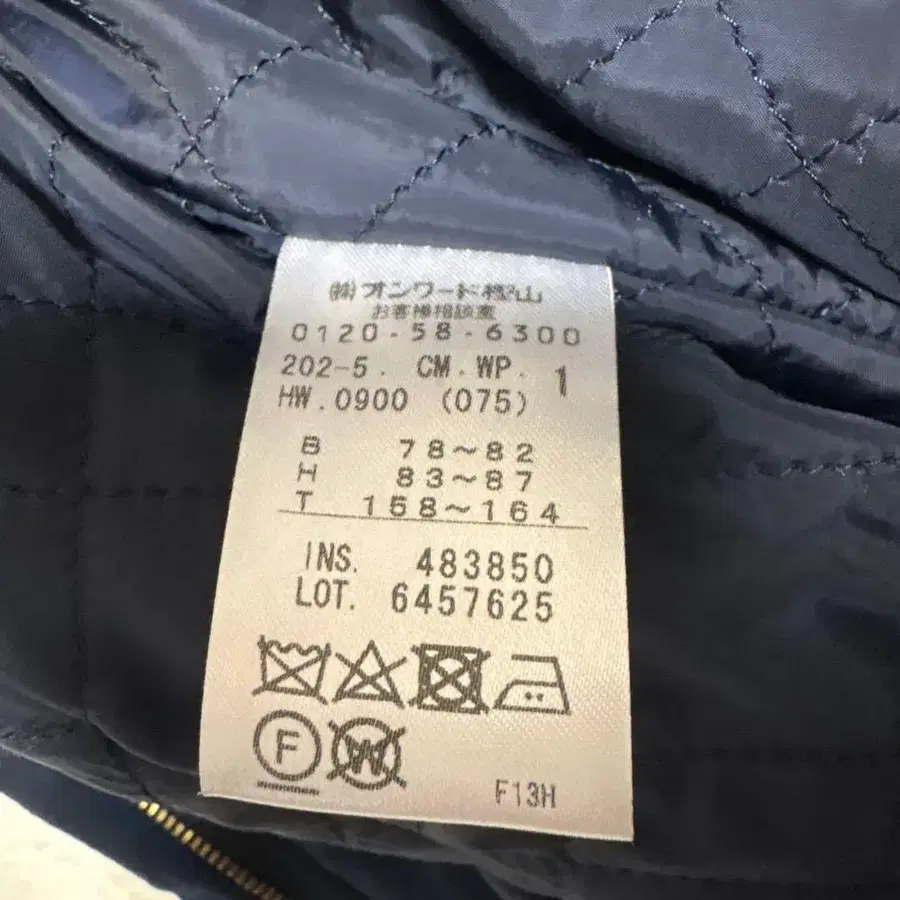 ㈱オンワード樫山
お客様相談室
0120-58-6300
202-5. CM.WP. 1
HW.0900 (075)
B 78~82
H 83~87
T 158~164
INS. 483850
LOT. 6457625
F W
F13H